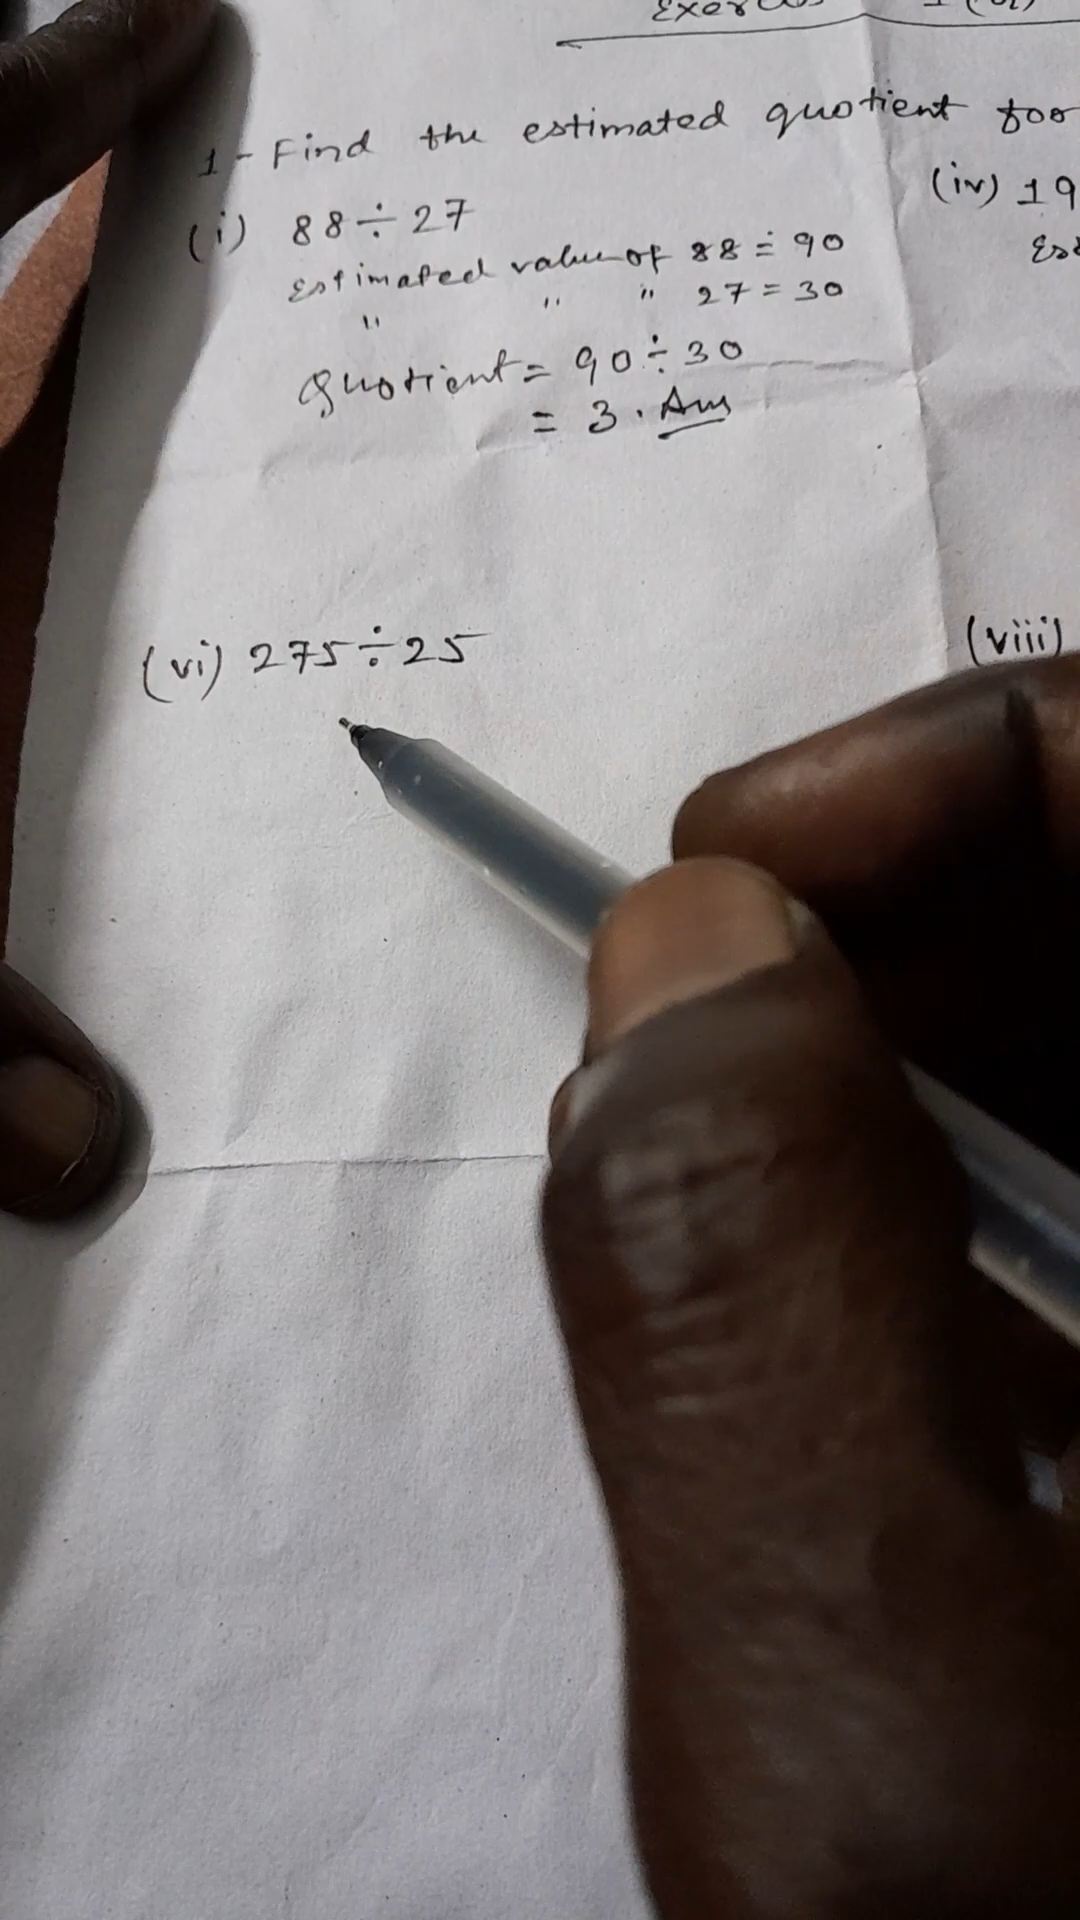 1- Find the estimated quotient for
(i) 88÷27
Estimated value of 88 = 90
" " " 27 = 30
Quotient = 90÷30
= 3. Ans
(iv) 19
(vi) 275÷25
(viii)